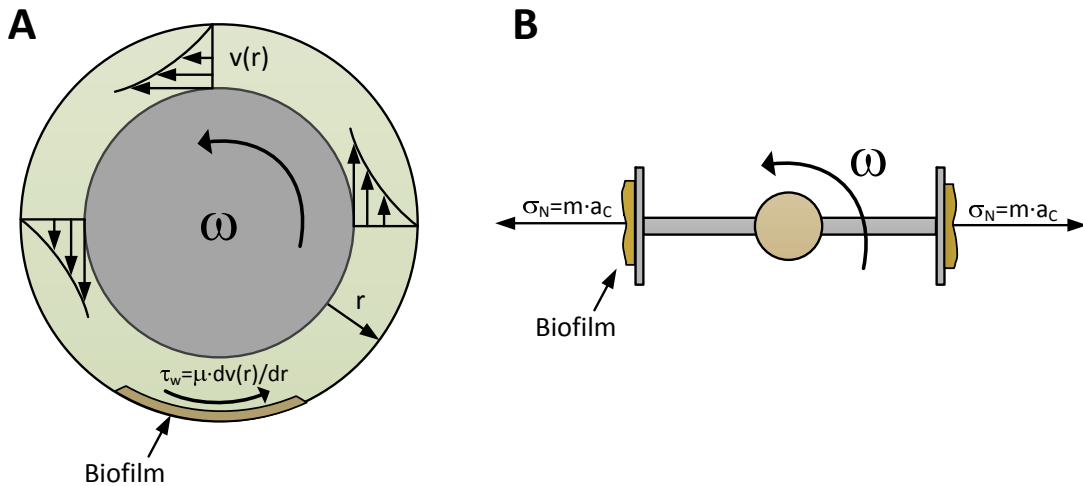 A
v(r)
ω
r
τw=μ·dv(r)/dr
Biofilm
B
ω
σN=m·aC
σN=m·aC
Biofilm